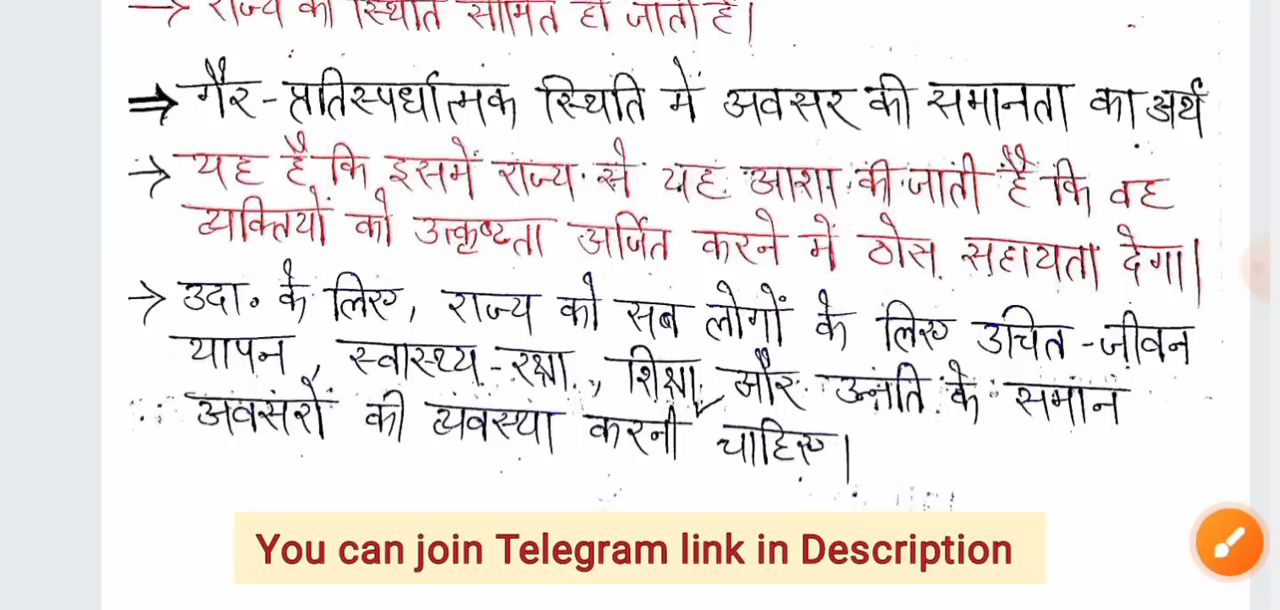 → राज्य की स्थिति सीमित हो जाती है।
⇒ गैर-प्रतिस्पर्धात्मक स्थिति में अवसर की समानता का अर्थ
→ यह है कि इसमें राज्य से यह आशा की जाती है कि वह
व्यक्तियों को उत्कृष्टता अर्जित करने में ठोस सहायता देगा।
→ उदा. के लिए, राज्य को सब लोगों के लिए उचित-जीवन
यापन, स्वास्थ्य-रक्षा, शिक्षा और उन्नति के समान
अवसरों की व्यवस्था करनी चाहिए।
You can join Telegram link in Description